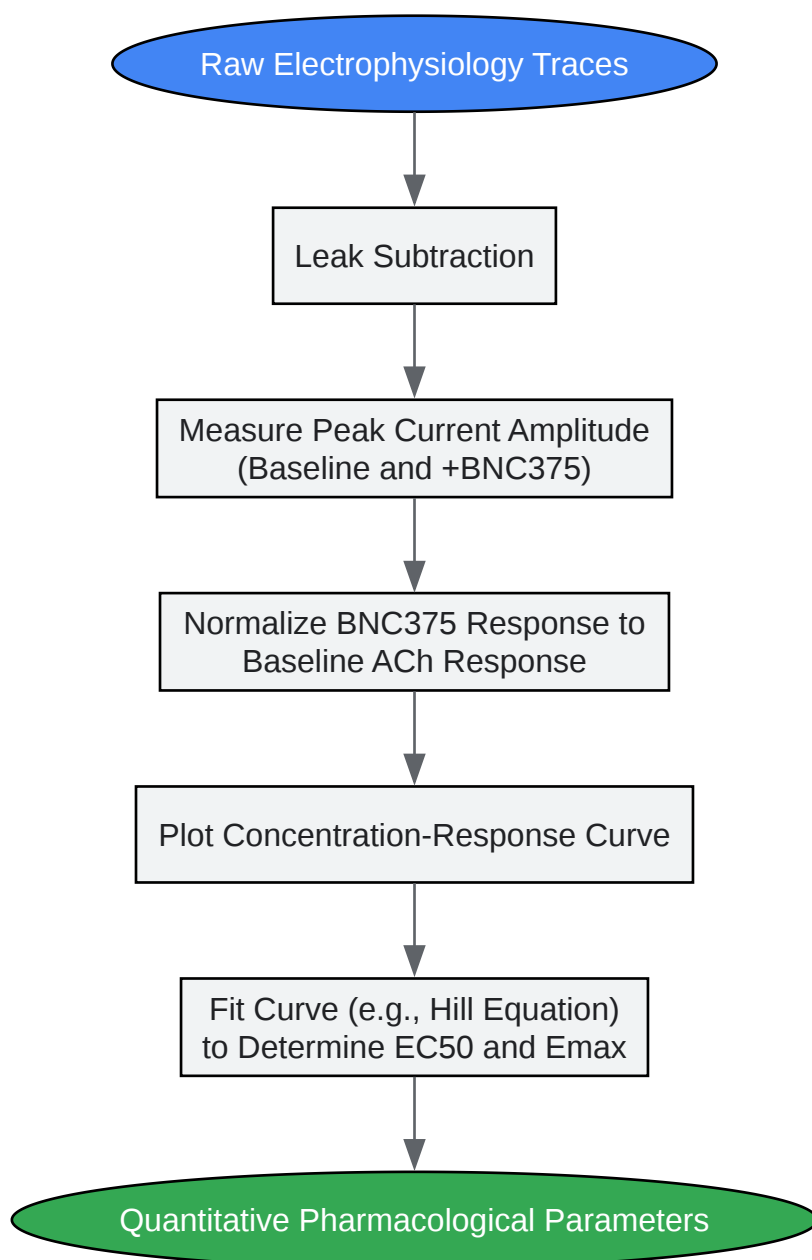 Raw Electrophysiology Traces
Leak Subtraction
Measure Peak Current Amplitude
(Baseline and +BNC375)
Normalize BNC375 Response to
Baseline ACh Response
Plot Concentration-Response Curve
Fit Curve (e.g., Hill Equation)
to Determine EC50 and Emax
Quantitative Pharmacological Parameters